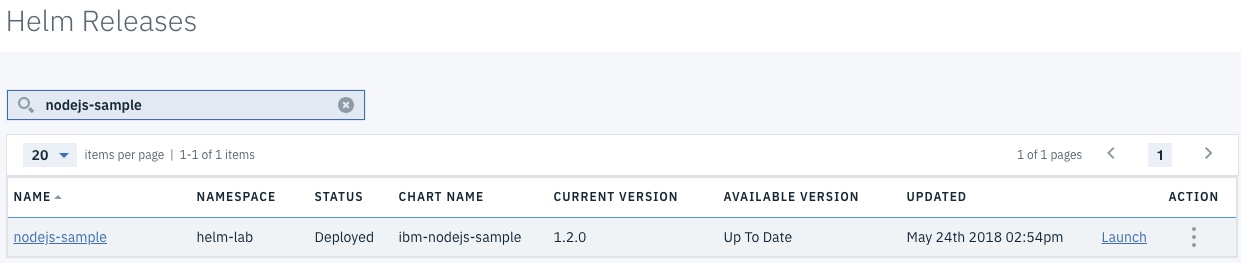 Helm Releases
nodejs-sample
20 items per page | 1-1 of 1 items 1 of 1 pages 1
NAME NAMESPACE STATUS CHART NAME CURRENT VERSION AVAILABLE VERSION UPDATED ACTION
nodejs-sample helm-lab Deployed ibm-nodejs-sample 1.2.0 Up To Date May 24th 2018 02:54pm Launch